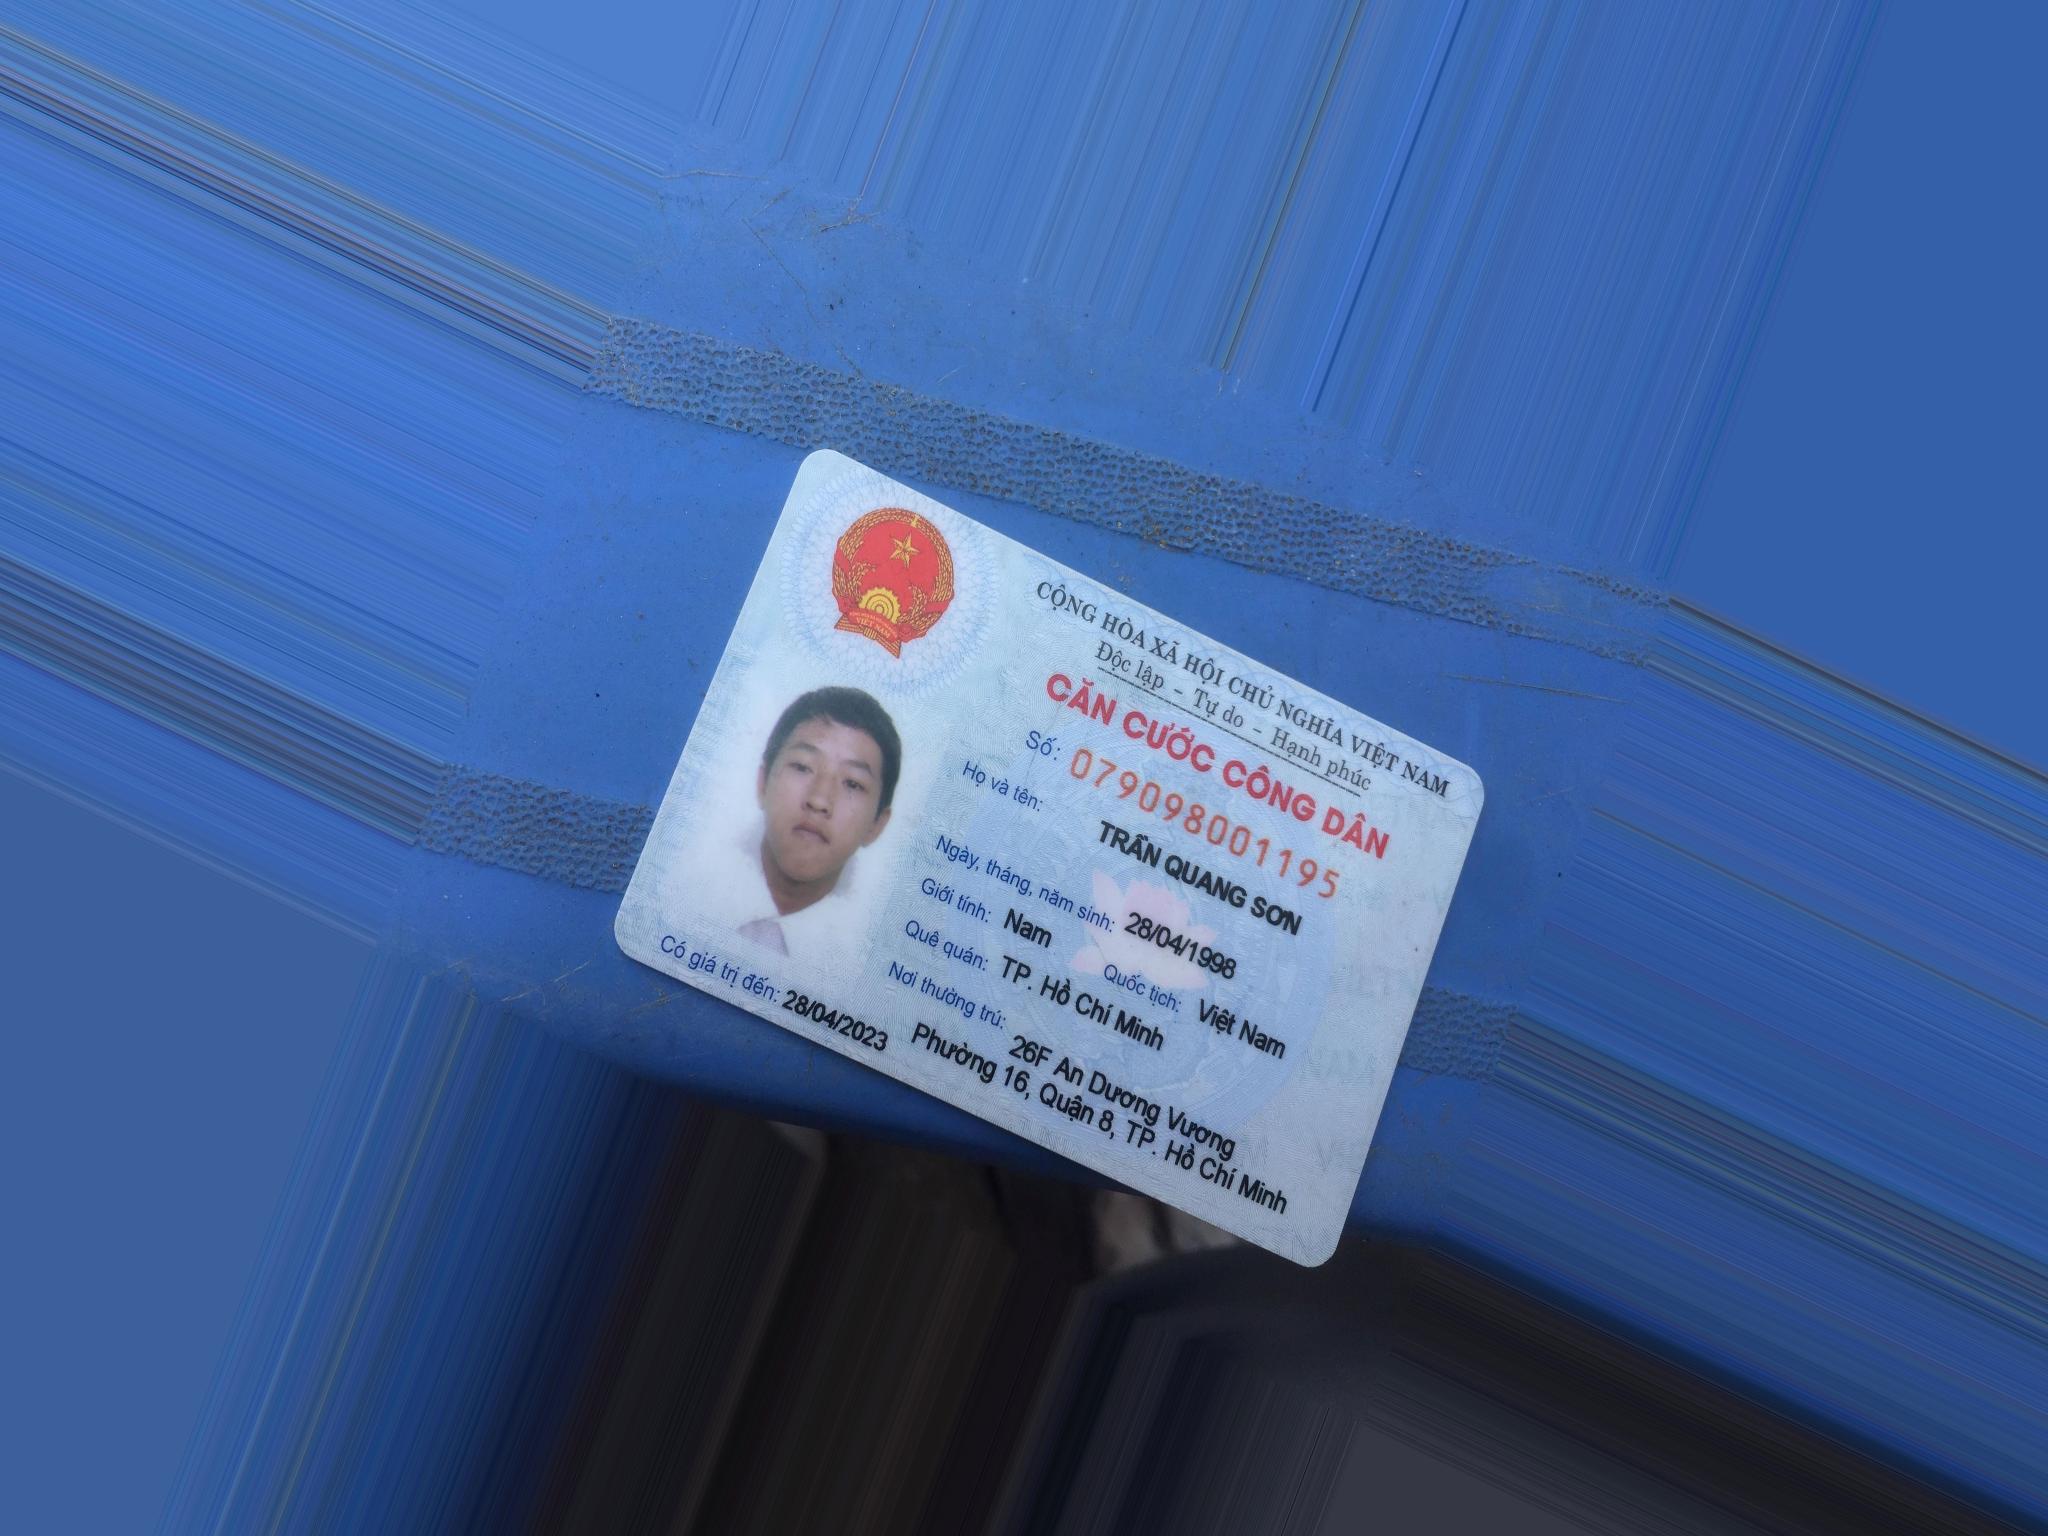 CỘNG HÒA XÃ HỘI CHỦ NGHĨA VIỆT NAM
Độc lập - Tự do - Hạnh phúc
CĂN CƯỚC CÔNG DÂN
Số: 079098001195
Họ và tên:
TRẦN QUANG SƠN
Ngày, tháng, năm sinh: 28/04/1998
Giới tính: Nam Quốc tịch: Việt Nam
Quê quán: TP. Hồ Chí Minh
Nơi thường trú: 26F An Dương Vương
Phường 16, Quận 8, TP. Hồ Chí Minh
Có giá trị đến: 28/04/2023
VIỆT NAM